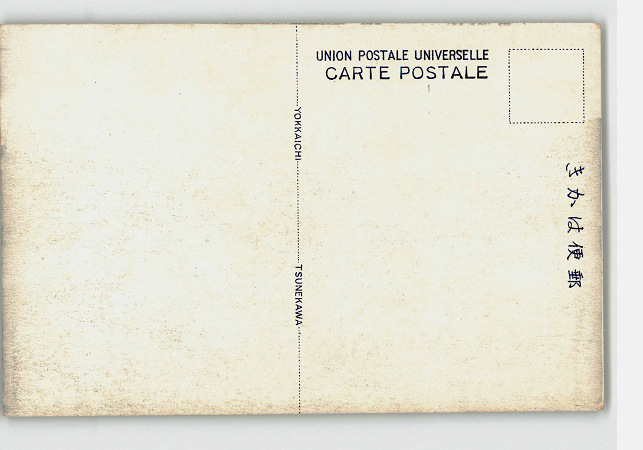 UNION POSTALE UNIVERSELLE
CARTE POSTALE
YOKKAICHI
TSUNEKAWA
郵便はかき